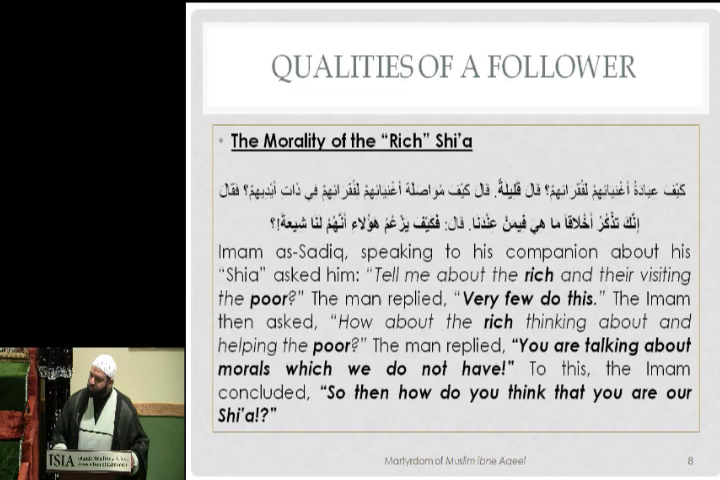 QUALITIES OF A FOLLOWER
• The Morality of the “Rich” Shi’a
كَيْفَ عِيَادَةُ أَغْنِيَائِهِمْ لِفُقَرَائِهِمْ؟ قَالَ قَلِيلَةٌ. قَالَ كَيْفَ مُوَاصَلَة أَغْنِيَائِهِمْ لِفُقَرَائِهِمْ فِي ذَاتِ أَيْدِيهِمْ؟ فَقَالَ
إِنَّكَ تَذْكُرُ أَخْلاَقاً مَا هِيَ فِيمَنْ عِنْدَنَا. قَالَ: فَكَيْفَ يَزْعُمُ هؤُلاَءِ أَنَّهُمْ لَنَا شيعةً!؟
Imam as-Sadiq, speaking to his companion about his
“Shia” asked him: “Tell me about the rich and their visiting
the poor?” The man replied, “Very few do this.” The Imam
then asked, “How about the rich thinking about and
helping the poor?” The man replied, “You are talking about
morals which we do not have!” To this, the Imam
concluded, “So then how do you think that you are our
Shi’a!?”
Martyrdom of Muslim ibne Aqeel 8
ISIA